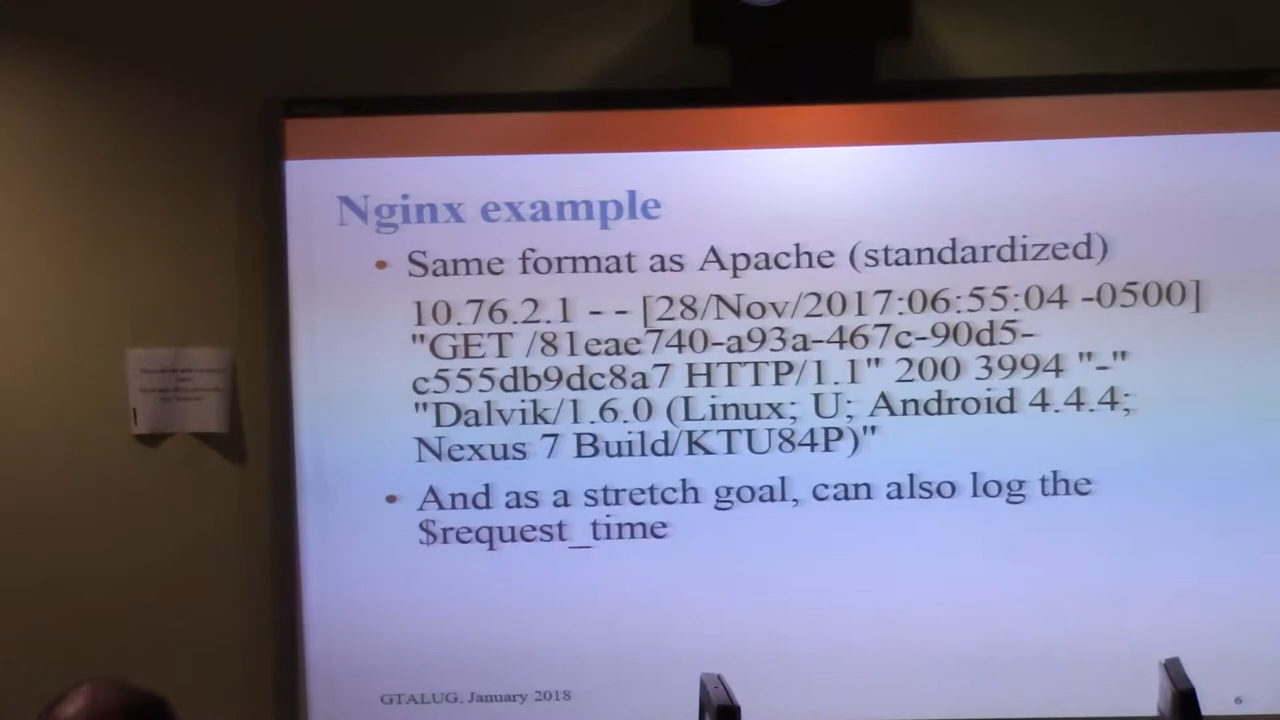 Nginx example
• Same format as Apache (standardized)
10.76.2.1 - - [28/Nov/2017:06:55:04 -0500]
"GET /81eae740-a93a-467c-90d5-
c555db9dc8a7 HTTP/1.1" 200 3994 "-"
"Dalvik/1.6.0 (Linux; U; Android 4.4.4;
Nexus 7 Build/KTU84P)"
• And as a stretch goal, can also log the
$request_time
GTALUG, January 2018
6